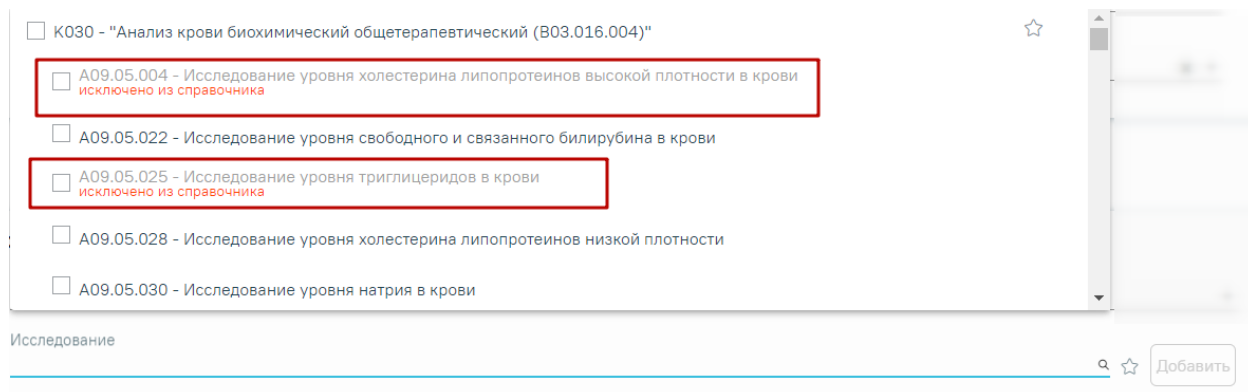 К030 - "Анализ крови биохимический общетерапевтический (B03.016.004)"
A09.05.004 - Исследование уровня холестерина липопротеинов высокой плотности в крови
исключено из справочника
A09.05.022 - Исследование уровня свободного и связанного билирубина в крови
A09.05.025 - Исследование уровня триглицеридов в крови
исключено из справочника
A09.05.028 - Исследование уровня холестерина липопротеинов низкой плотности
A09.05.030 - Исследование уровня натрия в крови
Исследование
Добавить